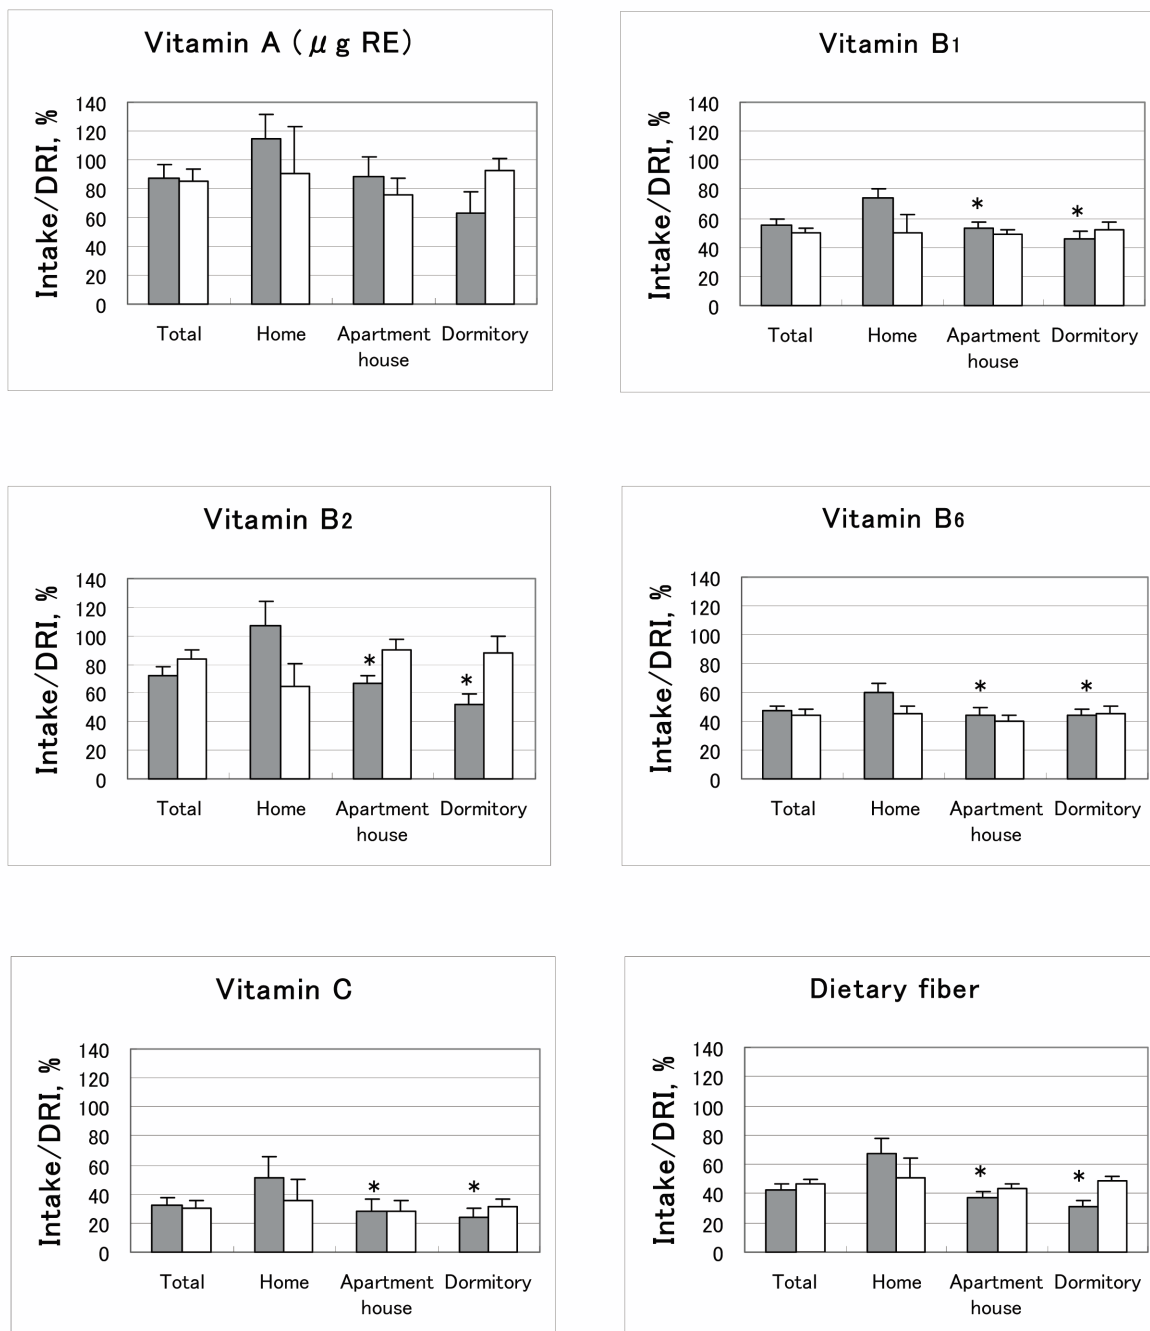 Vitamin A (μg RE)
Intake/DRI, %
140
120
100
80
60
40
20
0
Total
Home
Apartment
house
Dormitory
Vitamin B1
Intake/DRI, %
140
120
100
80
60
40
20
0
*
*
Total
Home
Apartment
house
Dormitory
Vitamin B2
Intake/DRI, %
140
120
100
80
60
40
20
0
*
*
Total
Home
Apartment
house
Dormitory
Vitamin B6
Intake/DRI, %
140
120
100
80
60
40
20
0
*
*
Total
Home
Apartment
house
Dormitory
Vitamin C
Intake/DRI, %
140
120
100
80
60
40
20
0
*
*
Total
Home
Apartment
house
Dormitory
Dietary fiber
Intake/DRI, %
140
120
100
80
60
40
20
0
*
*
Total
Home
Apartment
house
Dormitory